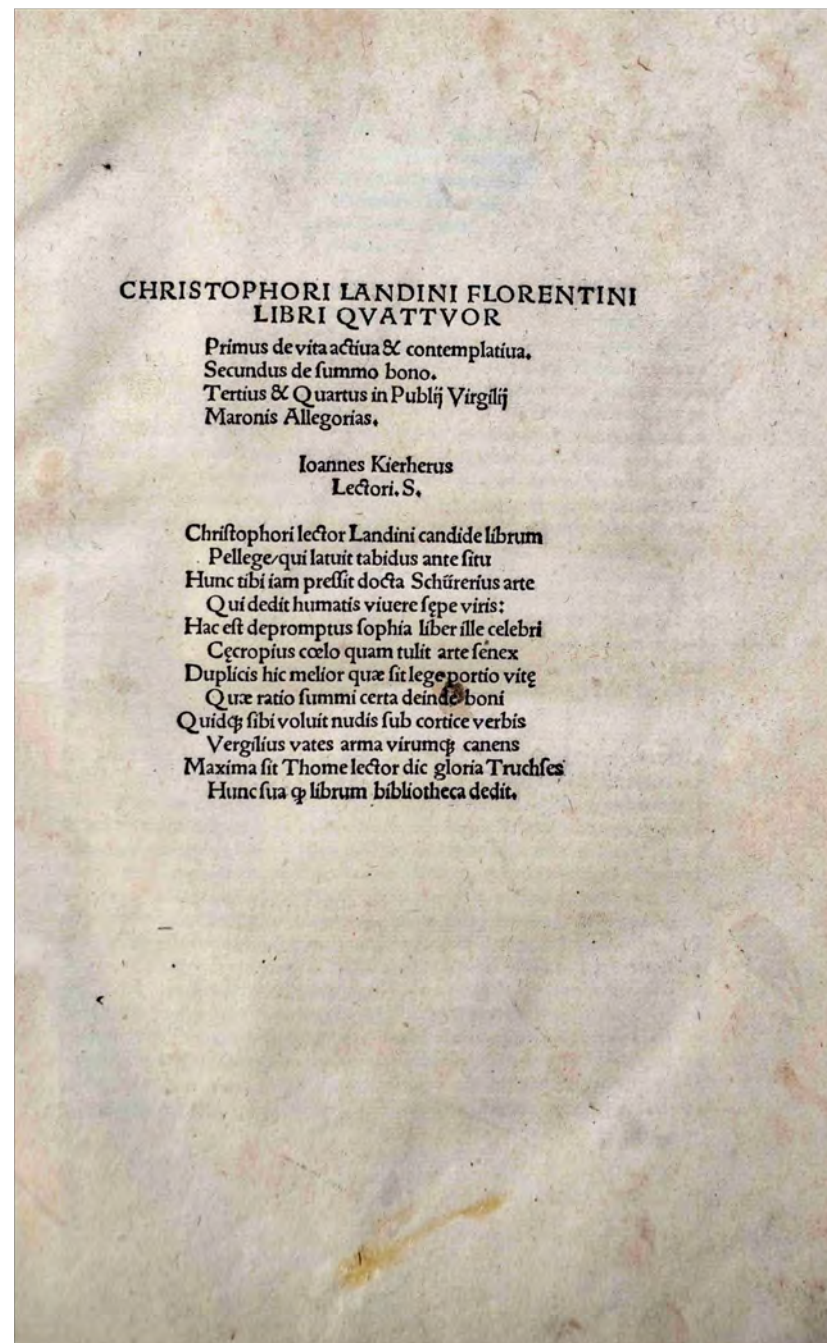 CHRISTOPHORI LANDINI FLORENTINI
LIBRI QVATTVOR
Primus de vita actiua & contemplatiua.
Secundus de ſummo bono.
Tertius & Quartus in Publij Virgilij
Maronis Allegorias.
Ioannes Kierherus
Lectori. S.
Chriſtophori lector Landini candide librum
Pellege/qui latuit tabidus ante ſitu
Hunc tibi iam preſſit docta Schürerius arte
Qui dedit humatis viuere ſępe viris:
Hac eſt depromptus ſophia liber ille celebri
Cęcropius cœlo quam tulit arte ſenex
Duplicis hic melior quæ ſit lege portio vitę
Quæ ratio ſummi certa deinde boni
Quidq̃ ſibi voluit nudis ſub cortice verbis
Vergilius vates arma virumq̃ canens
Maxima ſit Thome lector dic gloria Truchſes
Hunc ſua ꝙ librum bibliotheca dedit.